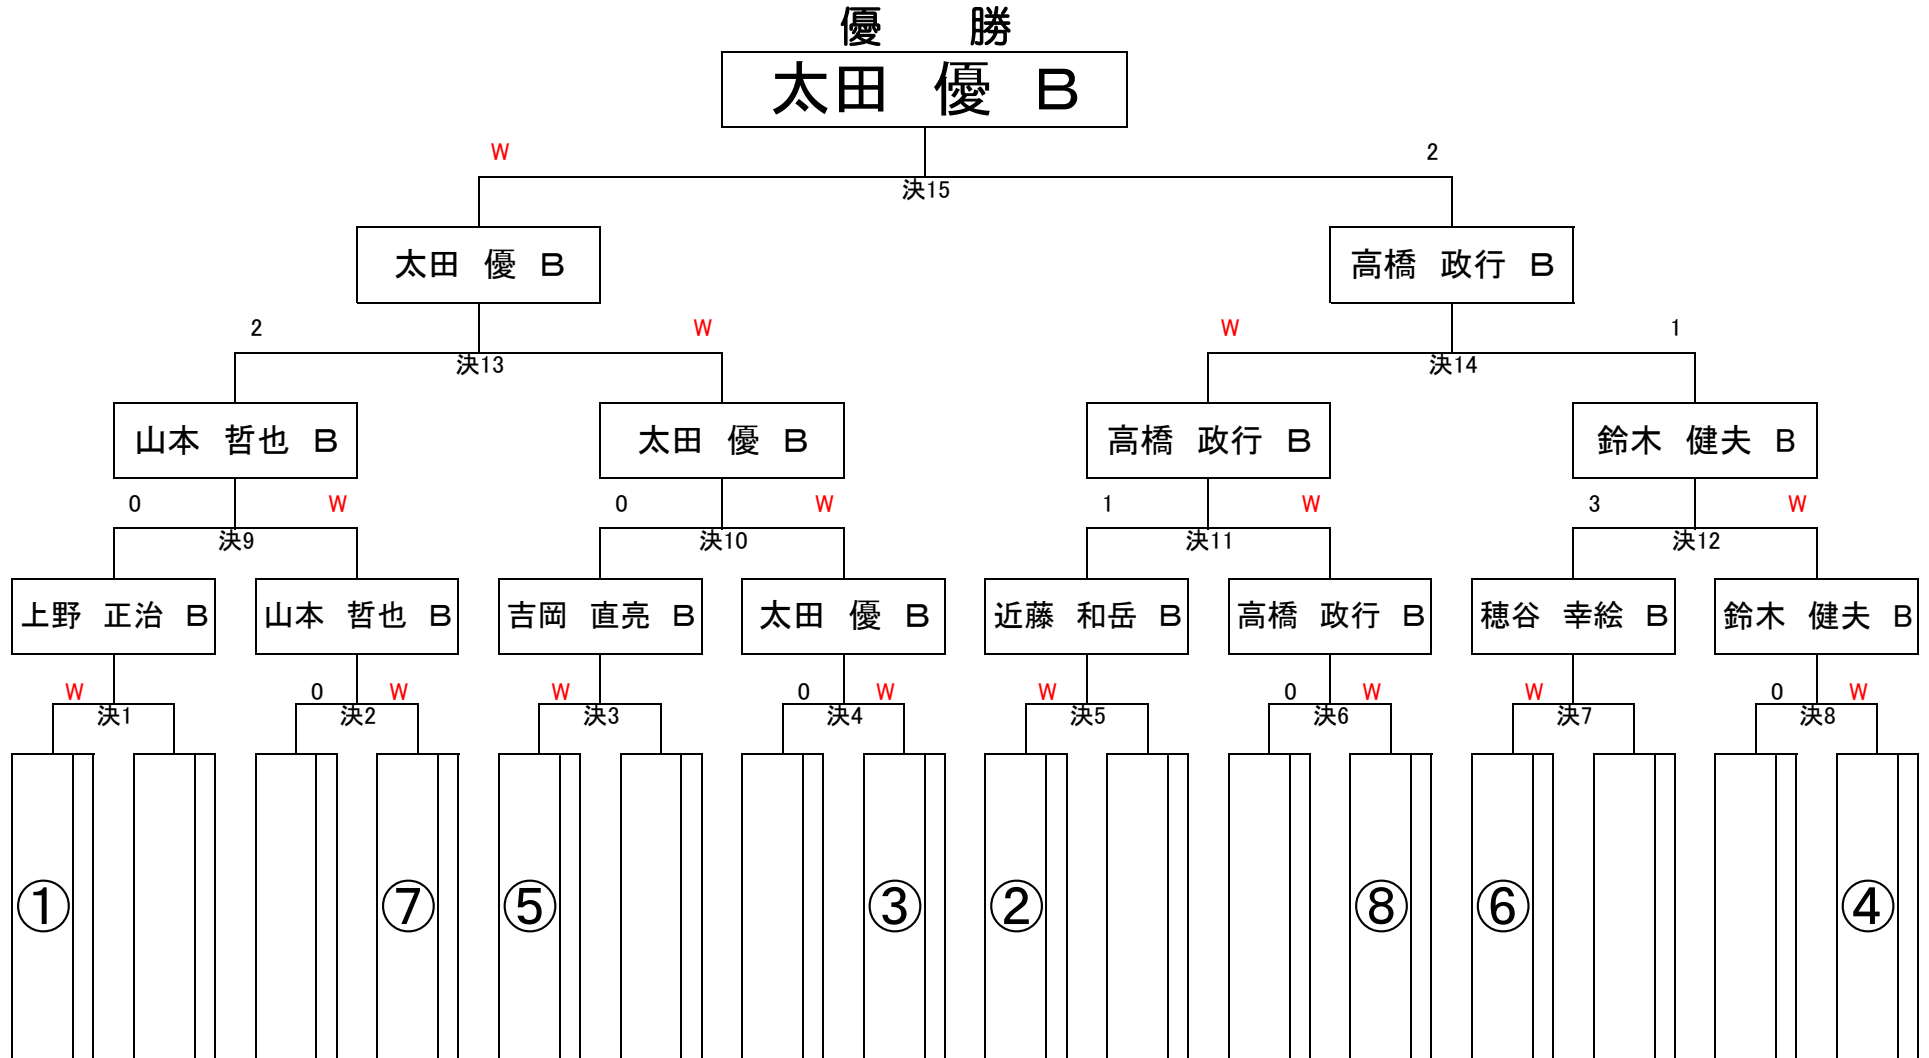 優　勝
太田　優　B
W 2
決15
太田　優　B 高橋　政行　B
2 W W 1
決13 決14
山本　哲也　B 太田　優　B 高橋　政行　B 鈴木　健夫　B
0 W 0 W 1 W 3 W
決9 決10 決11 決12
上野　正治　B 山本　哲也　B 吉岡　直亮　B 太田　優　B 近藤　和岳　B 高橋　政行　B 穂谷　幸絵　B 鈴木　健夫　B
W 0 W W 0 W W 0 W W 0 W
決1 決2 決3 決4 決5 決6 決7 決8
① ⑦ ⑤ ③ ② ⑧ ⑥ ④